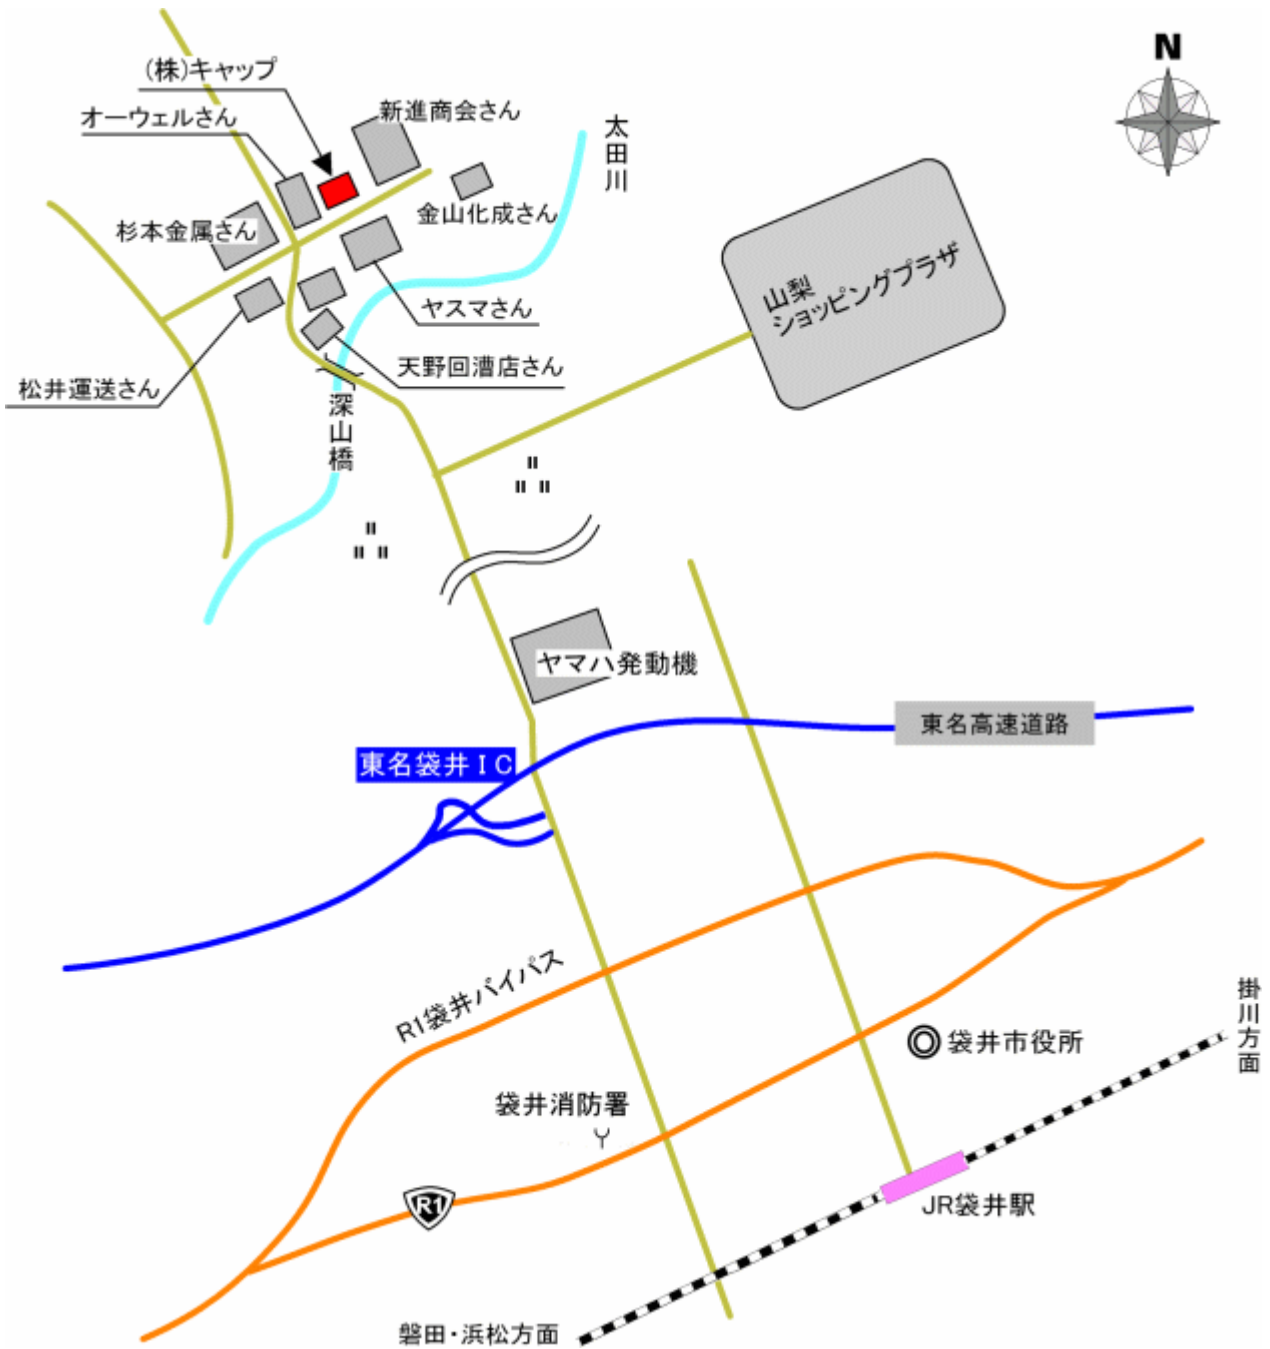 N
(株)キャップ
オーウェルさん
新進商会さん
太田川
金山化成さん
杉本金属さん
山梨
ショッピングプラザ
ヤスマさん
天野回漕店さん
松井運送さん
深山橋
ヤマハ発動機
東名高速道路
東名袋井IC
R1袋井バイパス
掛川方面
袋井市役所
袋井消防署
R1
JR袋井駅
磐田・浜松方面